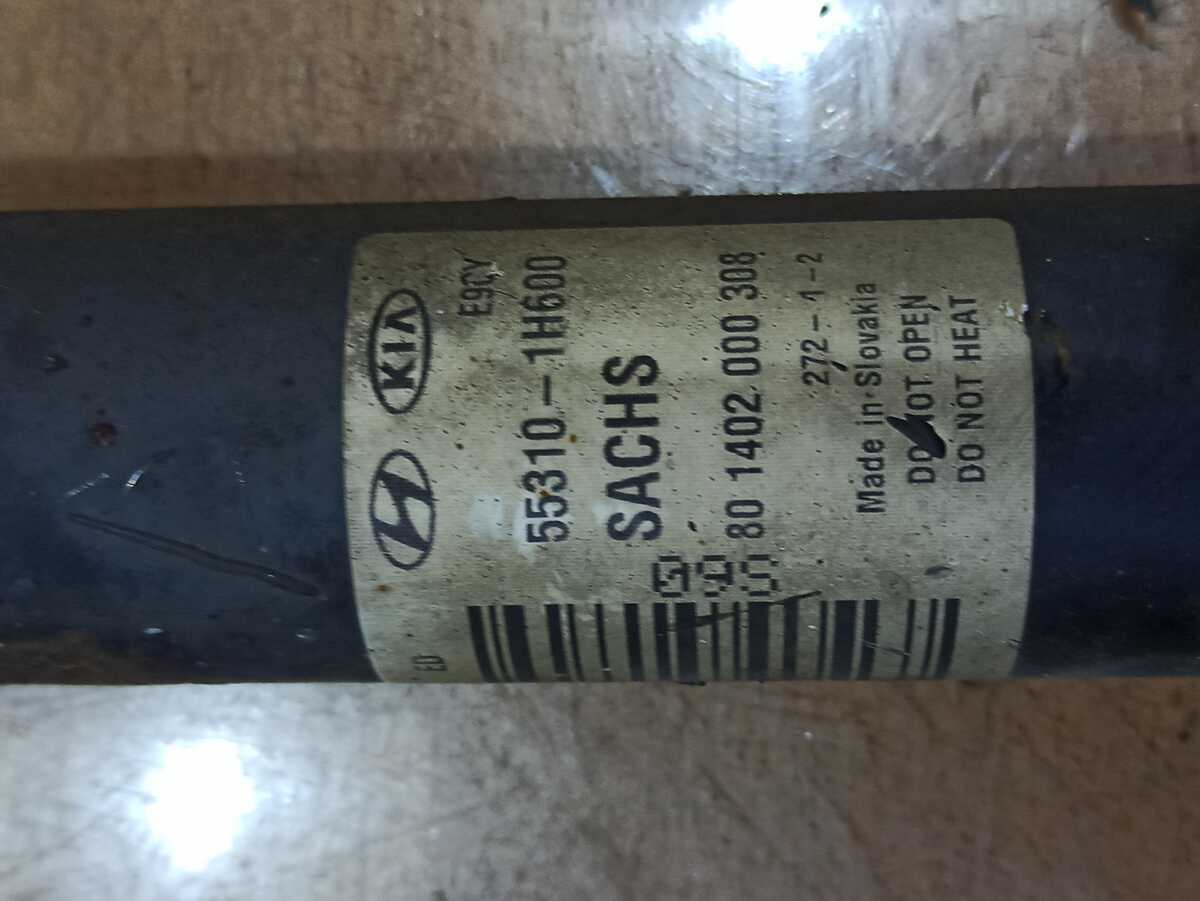 KIA
E9CY
55310-1H600
SACHS
80 1402 000 308
272-1-2
Made in Slovakia
DO NOT OPEN
DO NOT HEAT
ED